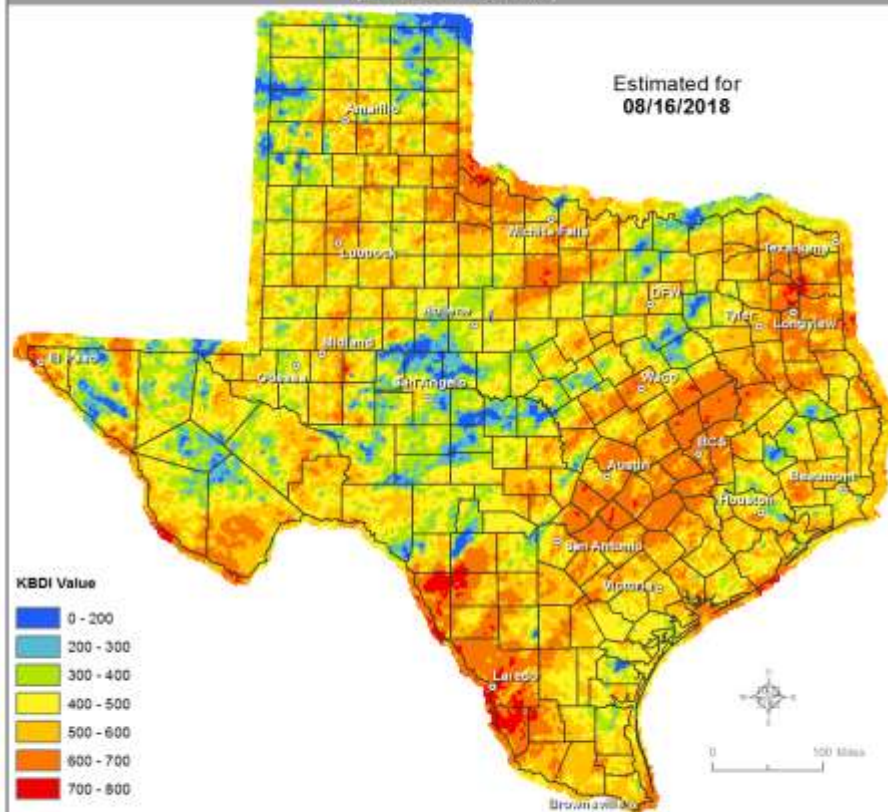 Estimated for
08/16/2018
Amarillo
Wichita Falls
Texarkana
Lubbock
DFW
Abilene
Tyler
Longview
Midland
El Paso
Odessa
San Angelo
Waco
BCS
Austin
Beaumont
Houston
San Antonio
Victoria
KBDI Value
0 - 200
200 - 300
300 - 400
400 - 500
500 - 600
600 - 700
700 - 800
Laredo
0 100 Miles
Brownsville